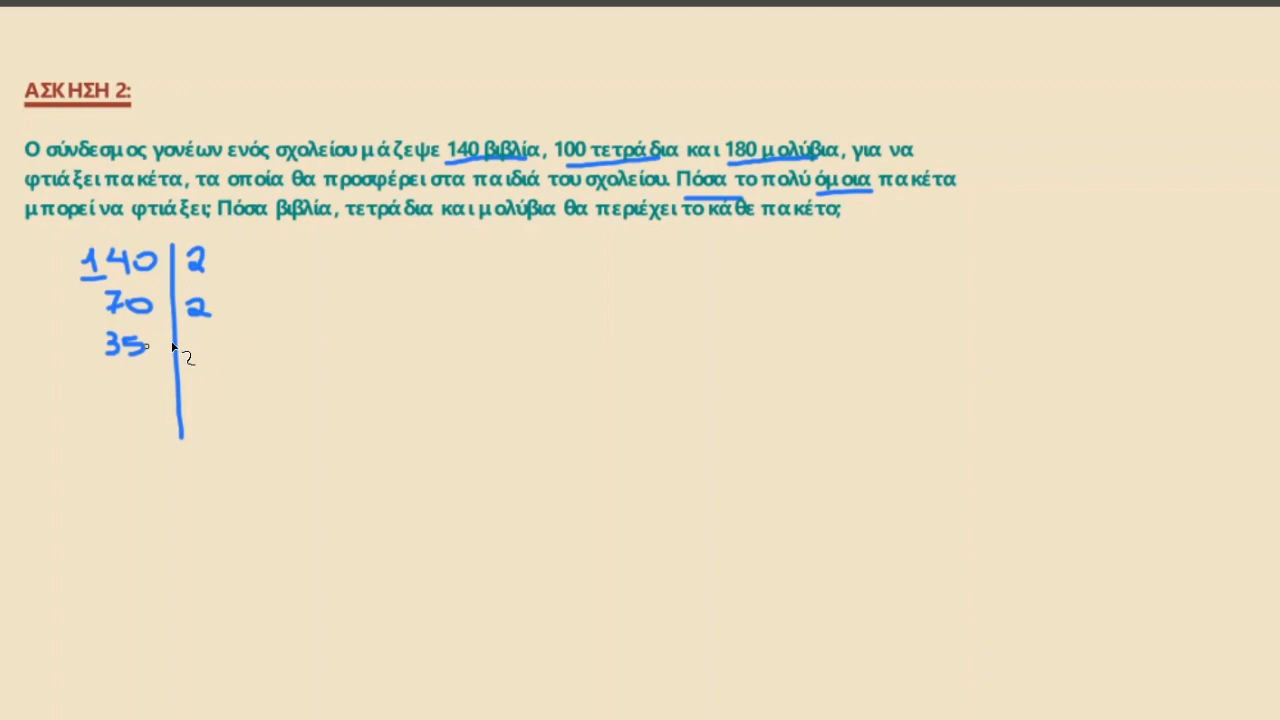 ΑΣΚΗΣΗ 2:
Ο σύνδεσμος γονέων ενός σχολείου μάζεψε 140 βιβλία, 100 τετράδια και 180 μολύβια, για να
φτιάξει πακέτα, τα οποία θα προσφέρει στα παιδιά του σχολείου. Πόσα το πολύ όμοια πακέτα
μπορεί να φτιάξει; Πόσα βιβλία, τετράδια και μολύβια θα περιέχει το κάθε πακέτο;
140 2
70 2
35